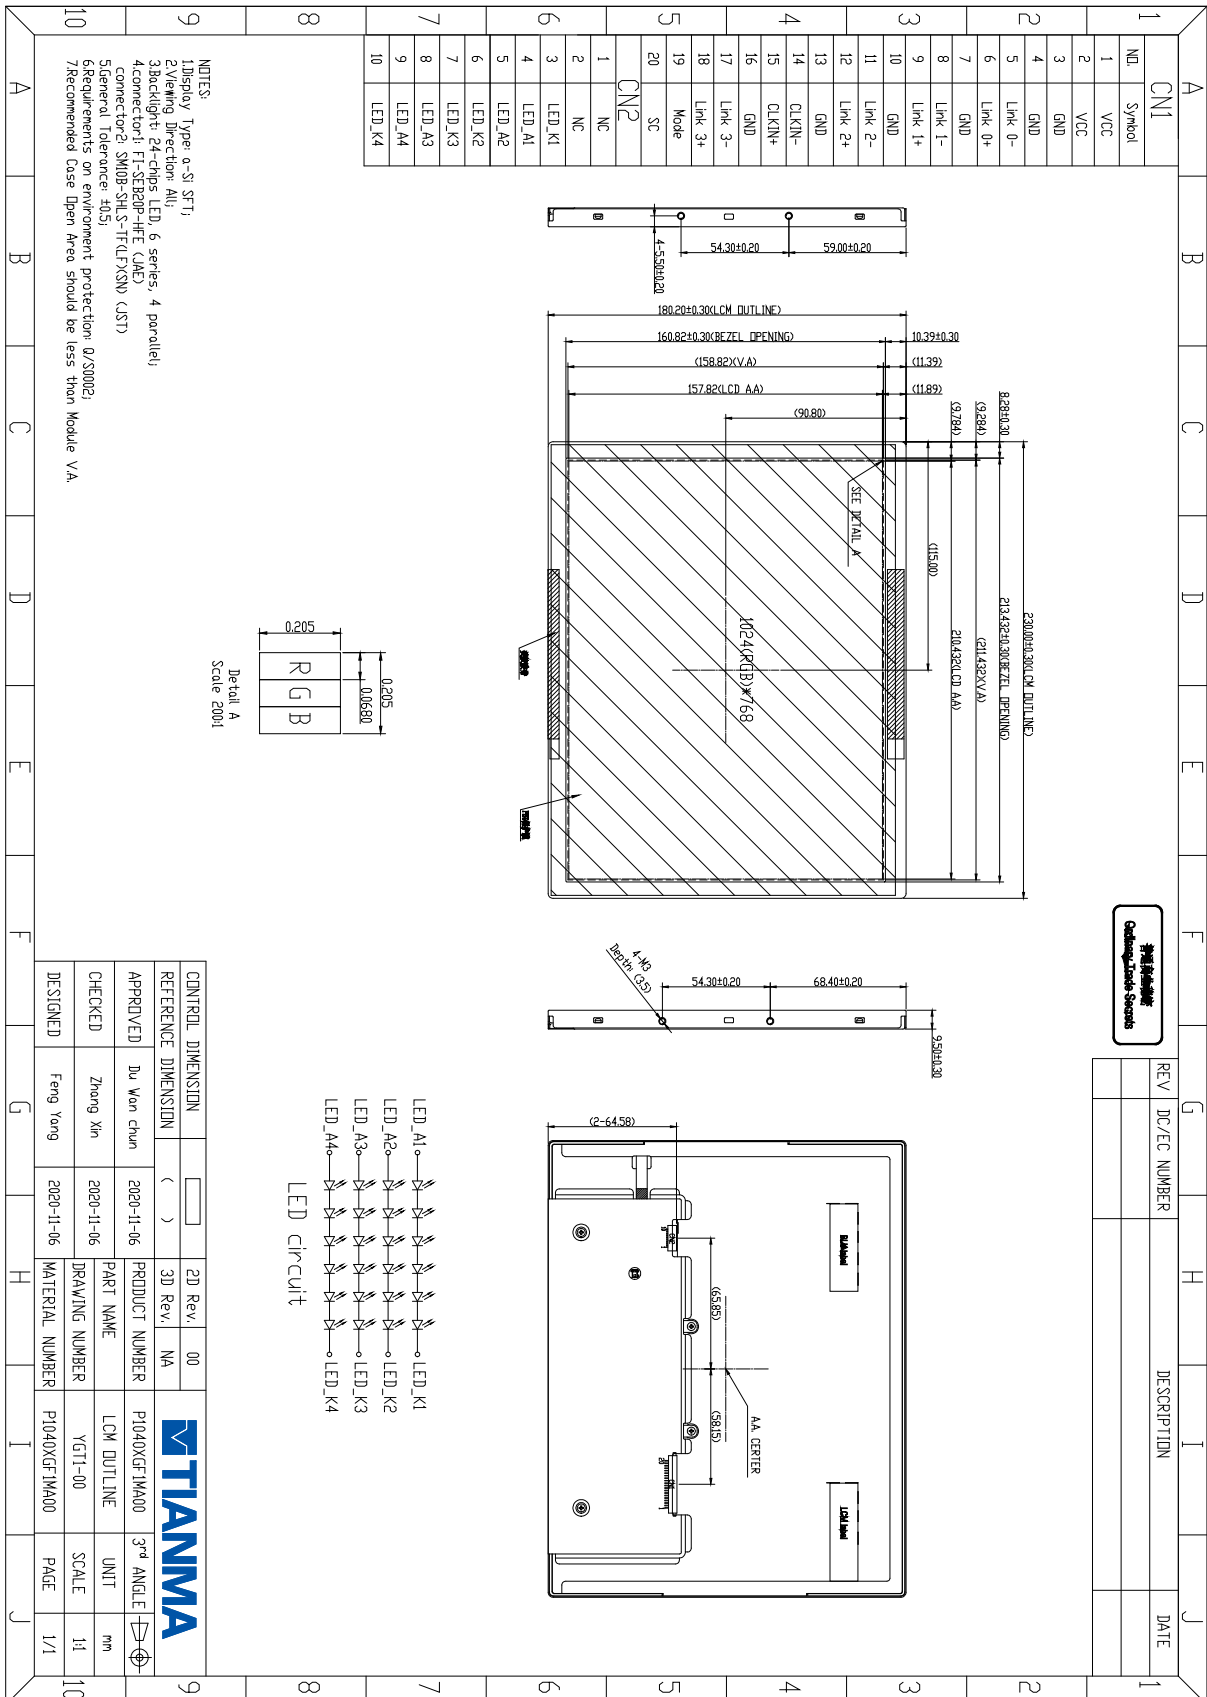 CN1
NO. Symbol
1 VCC
2 VCC
3 GND
4 GND
5 Link 0-
6 Link 0+
7 GND
8 Link 1-
9 Link 1+
10 GND
11 Link 2-
12 Link 2+
13 GND
14 CLKIN-
15 CLKIN+
16 GND
17 Link 3-
18 Link 3+
19 Mode
20 SC
CN2
1 NC
2 NC
3 LED_K1
4 LED_A1
5 LED_A2
6 LED_K2
7 LED_K3
8 LED_A3
9 LED_A4
10 LED_K4
NOTES:
1.Display Type: a-Si SFT;
2.Viewing Direction: All;
3.Backlight: 24-chips LED, 6 series, 4 parallel;
4.connector1: FI-SEB20P-HFE (JAE)
connector2: SM10B-SHLS-TF(LF)(SN) (JST)
5.General Tolerance: ±0.5;
6.Requirements on environment protection: Q/S0002;
7.Recommended Case Open Area should be less than Module V.A.
59.00±0.20
54.30±0.20
4-5.50±0.20
180.20±0.30(LCM OUTLINE)
160.82±0.30(BEZEL OPENING)
10.39±0.30
(158.82)(V.A)
(11.39)
157.82(LCD A.A)
(11.89)
(90.80)
8.28±0.30
(9.284)
(9.784)
230.00±0.30(LCM OUTLINE)
213.432±0.30(BEZEL OPENING)
(211.432)(V.A)
210.432(LCD A.A)
(115.00)
SEE DETAIL A
1024(RGB)*768
0.205
0.0680
0.205
R G B
Detail A
Scale 200:1
68.40±0.20
54.30±0.20
4-M3
Depth: (3.5)
9.50±0.30
(2-64.58)
(65.85)
(58.15)
A.A. CERTER
LCM label
CN2
LED_A1 LED_K1
LED_A2 LED_K2
LED_A3 LED_K3
LED_A4 LED_K4
LED circuit
REV DC/EC NUMBER DESCRIPTION DATE
CONTROL DIMENSION 2D Rev. 00
REFERENCE DIMENSION ( ) 3D Rev. NA
TIANMA
APPROVED Du Wan chun 2020-11-06 PRODUCT NUMBER P1040XGF1MA00 3rd ANGLE
CHECKED Zhang Xin 2020-11-06 PART NAME LCM OUTLINE UNIT mm
DRAWING NUMBER YGT1-00 SCALE 1:1
DESIGNED Feng Yang 2020-11-06 MATERIAL NUMBER P1040XGF1MA00 PAGE 1/1
A B C D E F G H I J
1 2 3 4 5 6 7 8 9 10